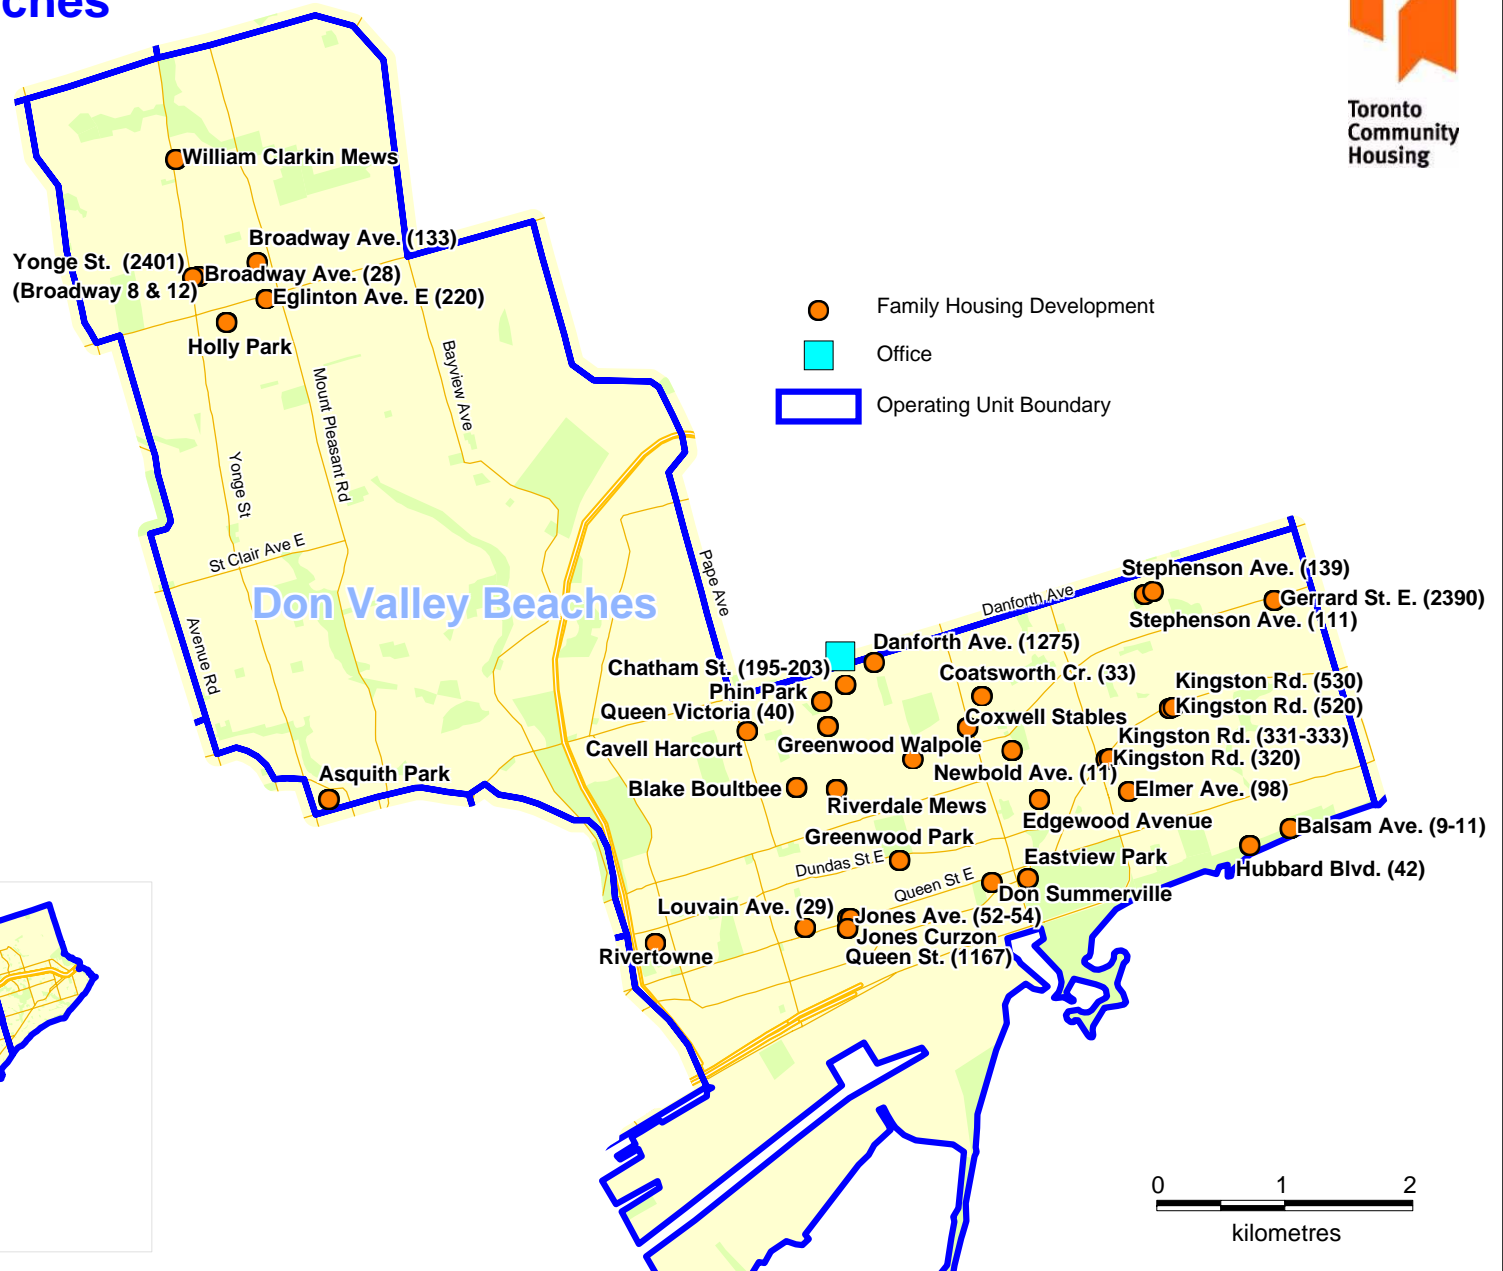 ches
Toronto
Community
Housing
William Clarkin Mews
Broadway Ave. (133)
Yonge St. (2401)
Broadway Ave. (28)
(Broadway 8 & 12)
Eglinton Ave. E (220)
Holly Park
Family Housing Development
Office
Operating Unit Boundary
Bayview Ave
Mount Pleasant Rd
Yonge St
St Clair Ave E
Avenue Rd
Pape Ave
Don Valley Beaches
Danforth Ave
Stephenson Ave. (139)
Gerrard St. E. (2390)
Stephenson Ave. (111)
Danforth Ave. (1275)
Chatham St. (195-203)
Coatsworth Cr. (33)
Phin Park
Kingston Rd. (530)
Kingston Rd. (520)
Queen Victoria (40)
Coxwell Stables
Cavell Harcourt
Greenwood Walpole
Kingston Rd. (331-333)
Kingston Rd. (320)
Newbold Ave. (11)
Asquith Park
Blake Boultbee
Riverdale Mews
Elmer Ave. (98)
Edgewood Avenue
Balsam Ave. (9-11)
Greenwood Park
Dundas St E
Eastview Park
Hubbard Blvd. (42)
Queen St E
Don Summerville
Louvain Ave. (29)
Jones Ave. (52-54)
Jones Curzon
Rivertowne
Queen St. (1167)
0 1 2
kilometres